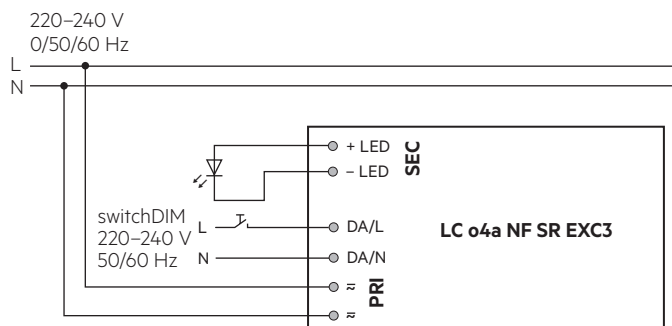 220–240 V
0/50/60 Hz
L
N
+ LED
– LED
SEC
switchDIM
220–240 V
50/60 Hz
L
N
DA/L
DA/N
LC o4a NF SR EXC3
PRI